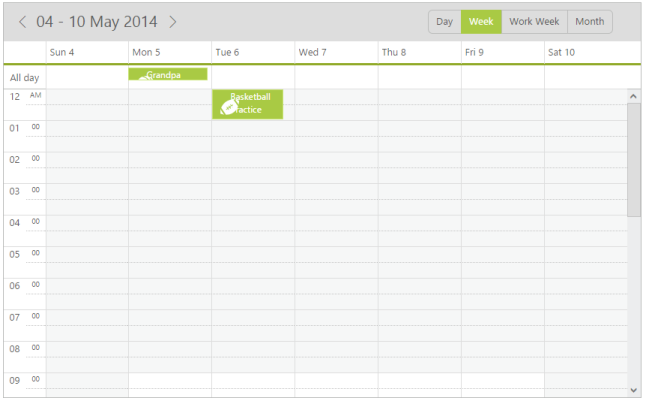 04 - 10 May 2014
Day Week Work Week Month
Sun 4 Mon 5 Tue 6 Wed 7 Thu 8 Fri 9 Sat 10
All day Grandpa
12 AM Basketball
Practice
01 00
02 00
03 00
04 00
05 00
06 00
07 00
08 00
09 00